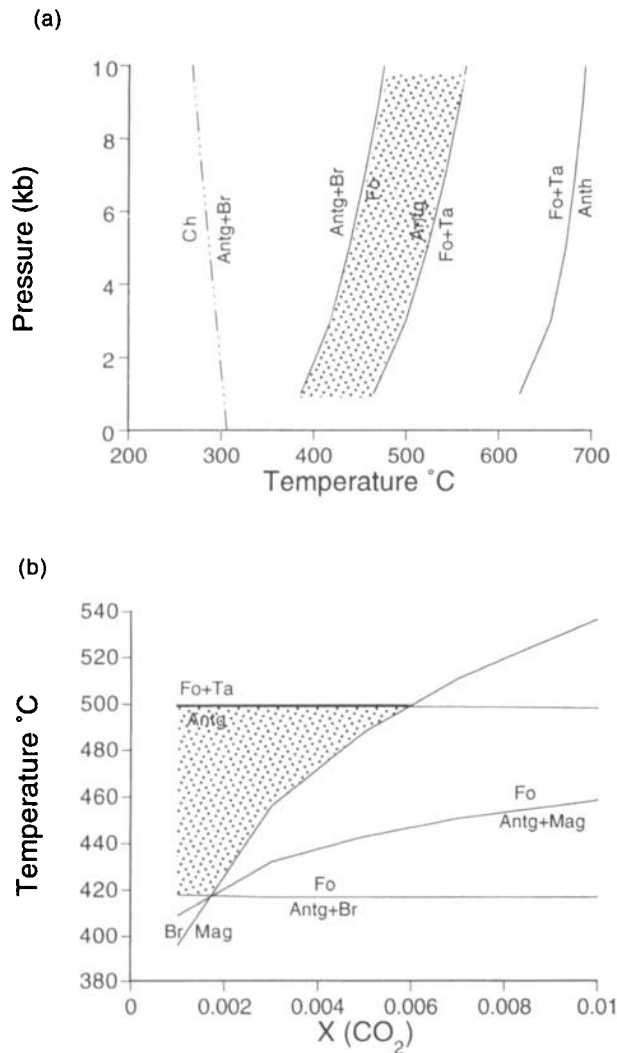 (a)
Pressure (kb)
10
8
6
4
2
0
Ch
Antg+Br
Antg+Br
Fo
Antg
Fo+Ta
Fo+Ta
Anth
200
300
400
500
600
700
Temperature ˚C
(b)
Temperature ˚C
540
520
500
480
460
440
420
400
380
Fo+Ta
Antg
Fo
Antg+Mag
Fo
Antg+Br
Br Mag
0
0.002
0.004
0.006
0.008
0.01
X (CO₂)